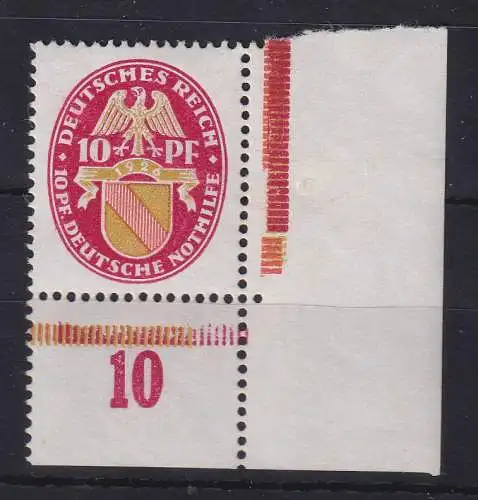 DEUTSCHES REICH
10 PF
1926
10 PF. DEUTSCHE NOTHILFE
10